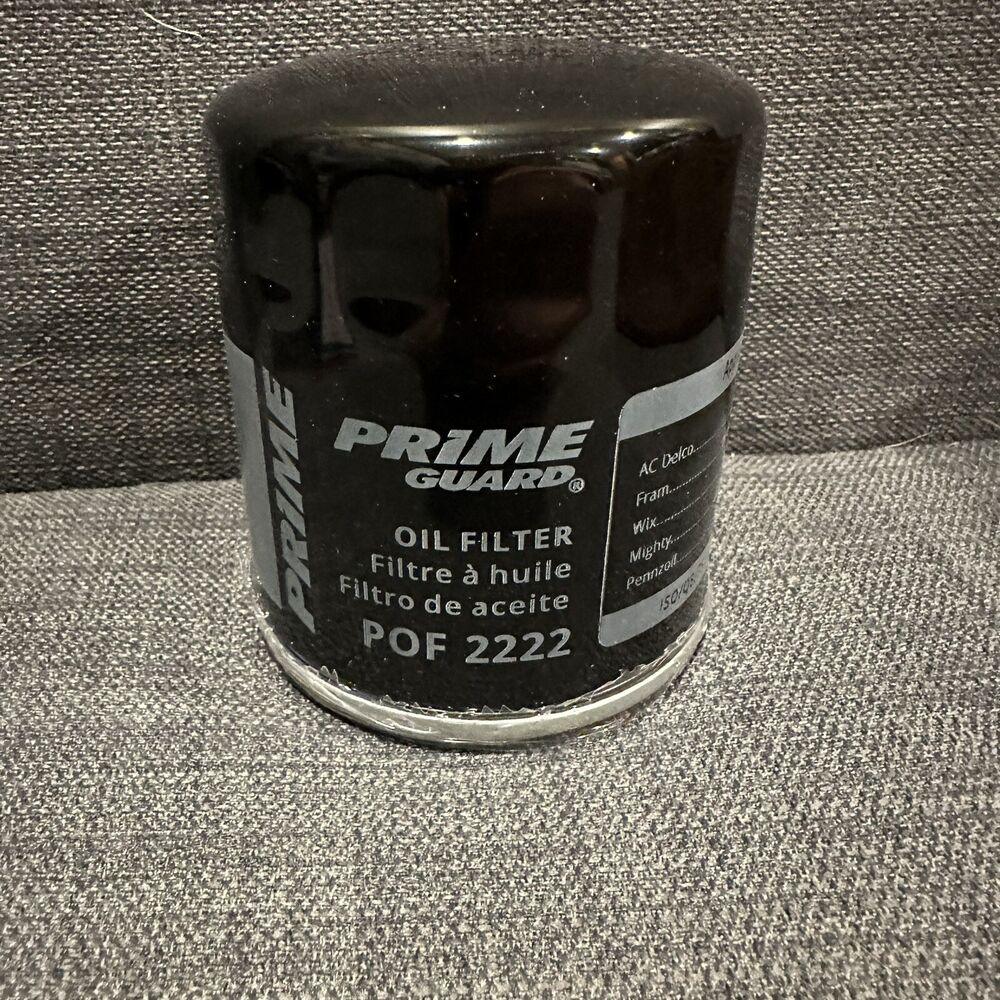 PRIME
PRIME
GUARD®
OIL FILTER
Filtre à huile
Filtro de aceite
POF 2222
AC Delco.....
Fram..........
Wix...........
Mighty........
Pennzoil......